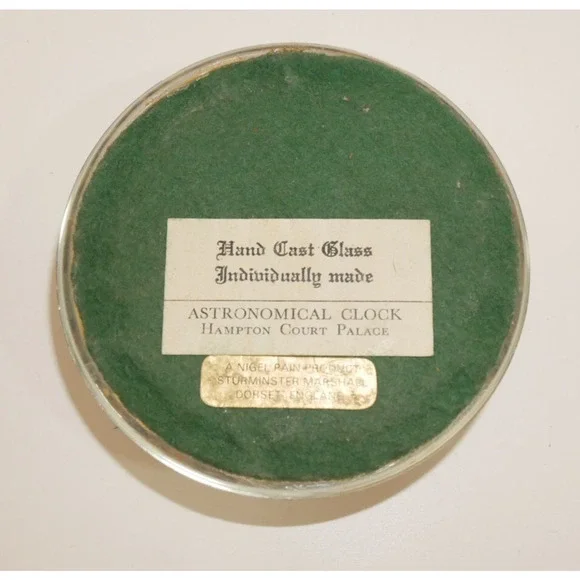 Hand Cast Glass
Individually made
ASTRONOMICAL CLOCK
HAMPTON COURT PALACE
A NIGEL PAIN PRODUCT
STURMINSTER MARSHALL
DORSET ENGLAND